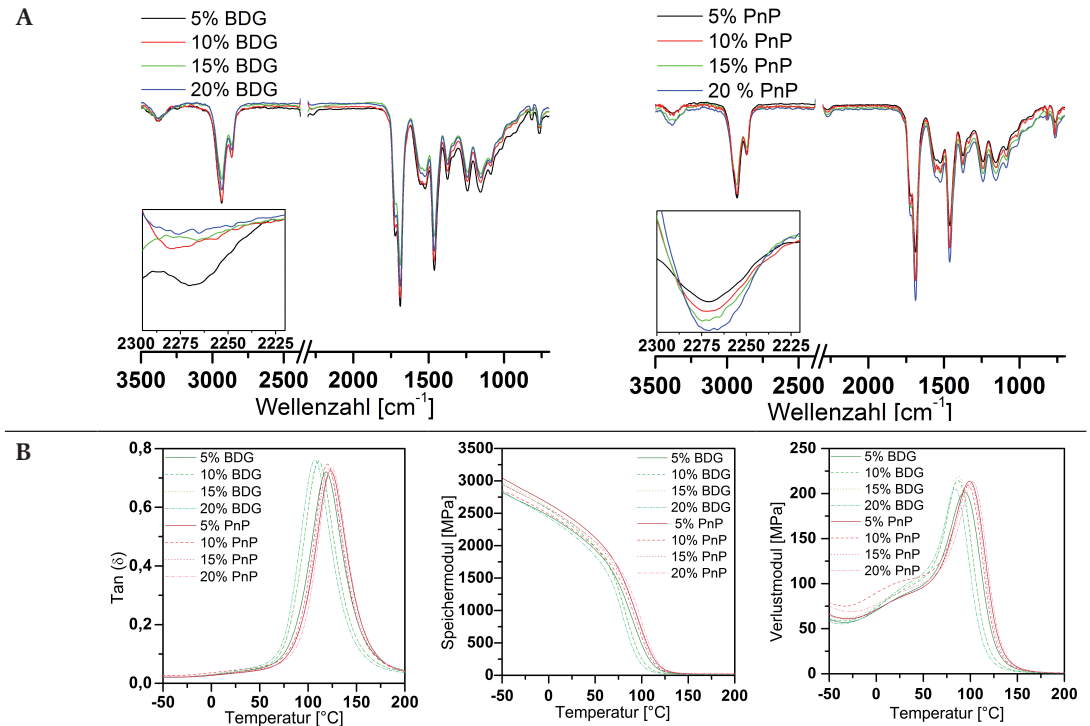 A
5% BDG
10% BDG
15% BDG
20% BDG
2300 2275 2250 2225
3500 3000 2500 2000 1500 1000
Wellenzahl [cm-1]
5% PnP
10% PnP
15% PnP
20 % PnP
2300 2275 2250 2225
3500 3000 2500 2000 1500 1000
Wellenzahl [cm-1]
B
0,8
0,6
0,4
0,2
0,0
Tan (δ)
5% BDG
10% BDG
15% BDG
20% BDG
5% PnP
10% PnP
15% PnP
20% PnP
-50 0 50 100 150 200
Temperatur [°C]
3500
3000
2500
2000
1500
1000
500
0
Speichermodul [MPa]
5% BDG
10% BDG
15% BDG
20% BDG
5% PnP
10% PnP
15% PnP
20% PnP
-50 0 50 100 150 200
Temperatur [°C]
250
200
150
100
50
0
Verlustmodul [MPa]
5% BDG
10% BDG
15% BDG
20% BDG
5% PnP
10% PnP
15% PnP
20% PnP
-50 0 50 100 150 200
Temperatur [°C]